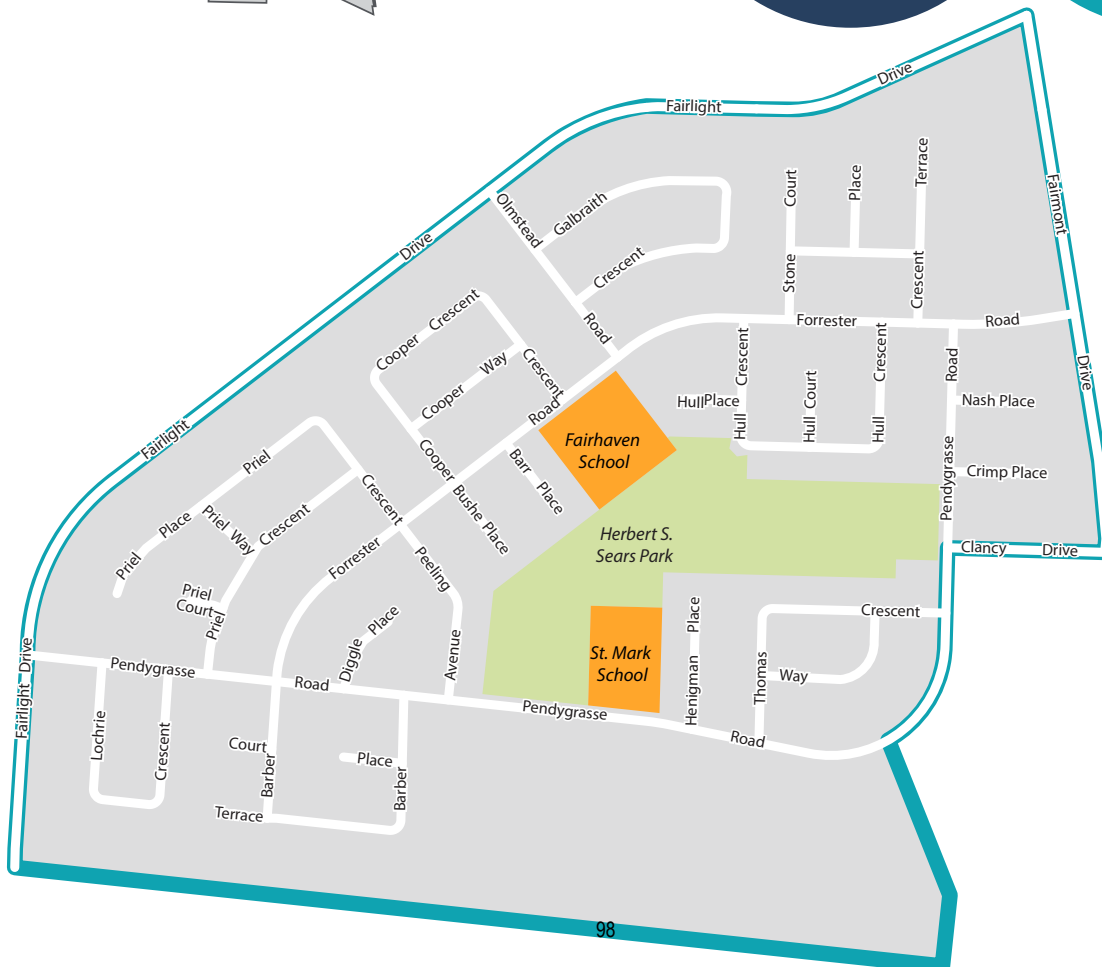 Drive
Fairlight
Fairmont
Drive
Terrace
Place
Court
Stone
Crescent
Galbraith
Crescent
Olmstead
Road
Drive
Forrester
Road
Cooper Crescent
Crescent
Cooper Way
Cooper
Road
Crescent
Hull Place
Hull
Hull Court
Crescent
Hull
Road
Nash Place
Pendygrasse
Crimp Place
Fairhaven
School
Barr Place
Bushe Place
Fairlight
Priel
Crescent
Priel Place
Priel Way
Crescent
Priel
Court
Priel
Forrester
Peeling
Avenue
Diggle Place
Herbert S.
Sears Park
Clancy Drive
Crescent
St. Mark
School
Henigman Place
Thomas
Way
Fairlight Drive
Pendygrasse
Road
Pendygrasse
Road
Lochrie
Crescent
Court
Barber
Place
Barber
Terrace
98